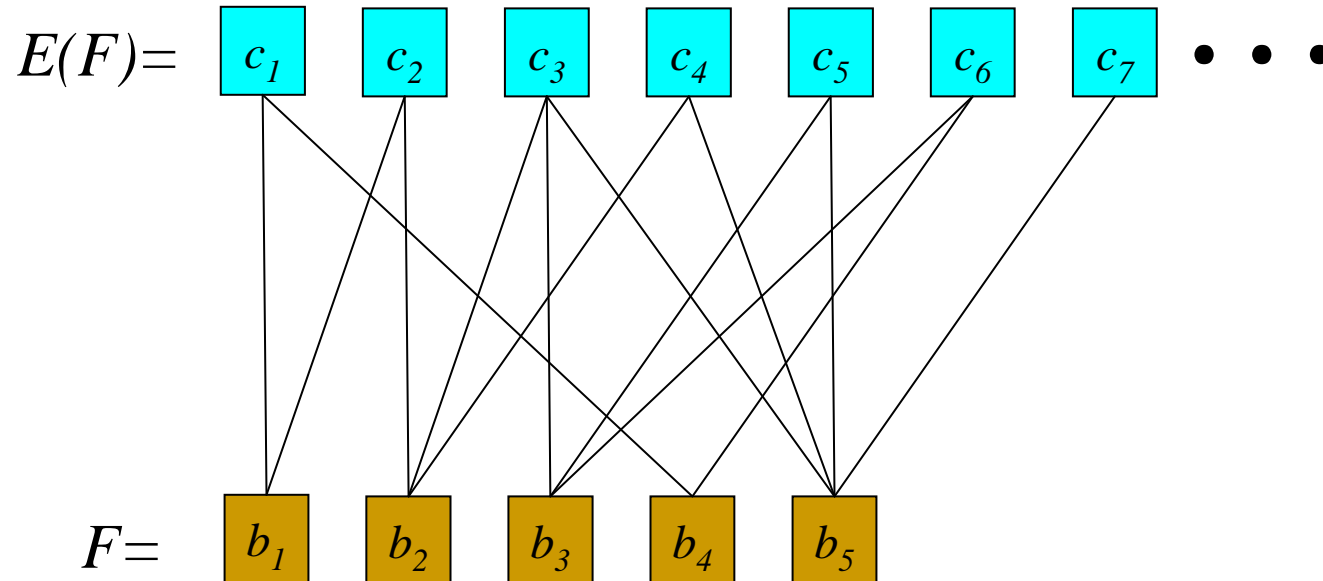 E(F)= c1 c2 c3 c4 c5 c6 c7 • • •
F= b1 b2 b3 b4 b5